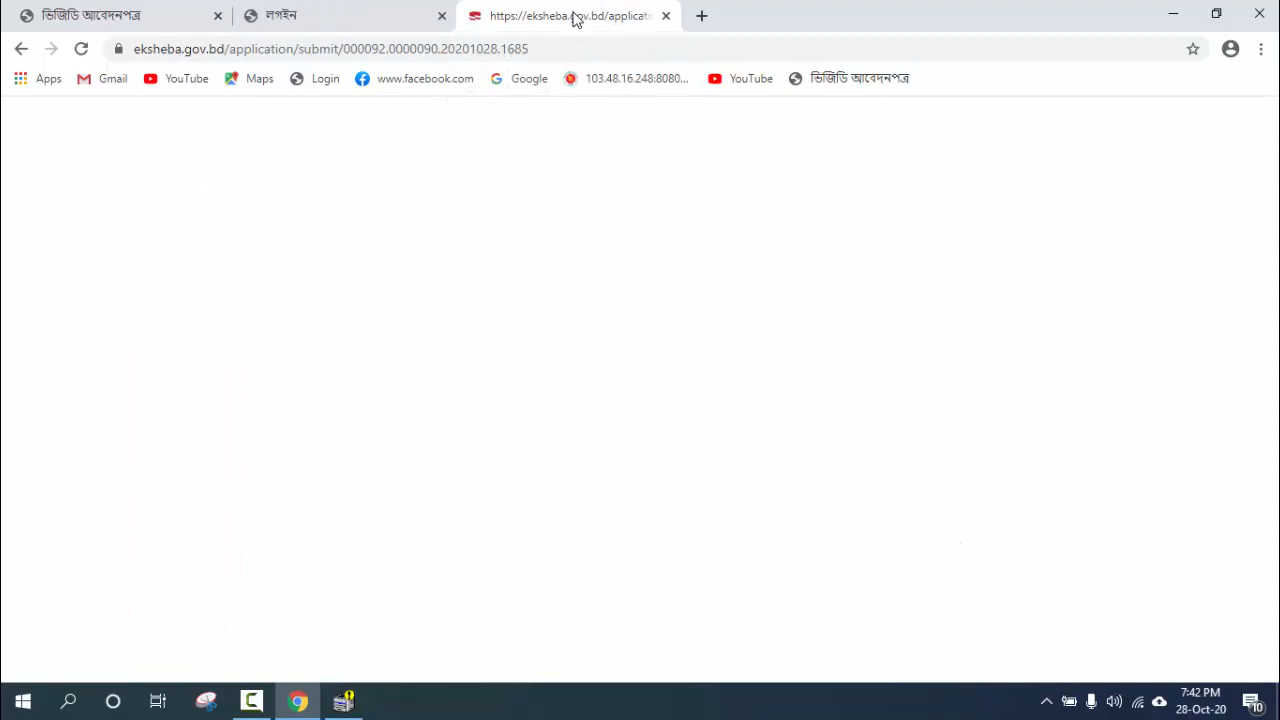 ভিজিডি আবেদনপত্র লগইন https://eksheba.gov.bd/applicat
eksheba.gov.bd/application/submit/000092.0000090.20201028.1685
Apps Gmail YouTube Maps Login www.facebook.com Google 103.48.16.248:8080... YouTube ভিজিডি আবেদনপত্র
7:42 PM
28-Oct-20
10